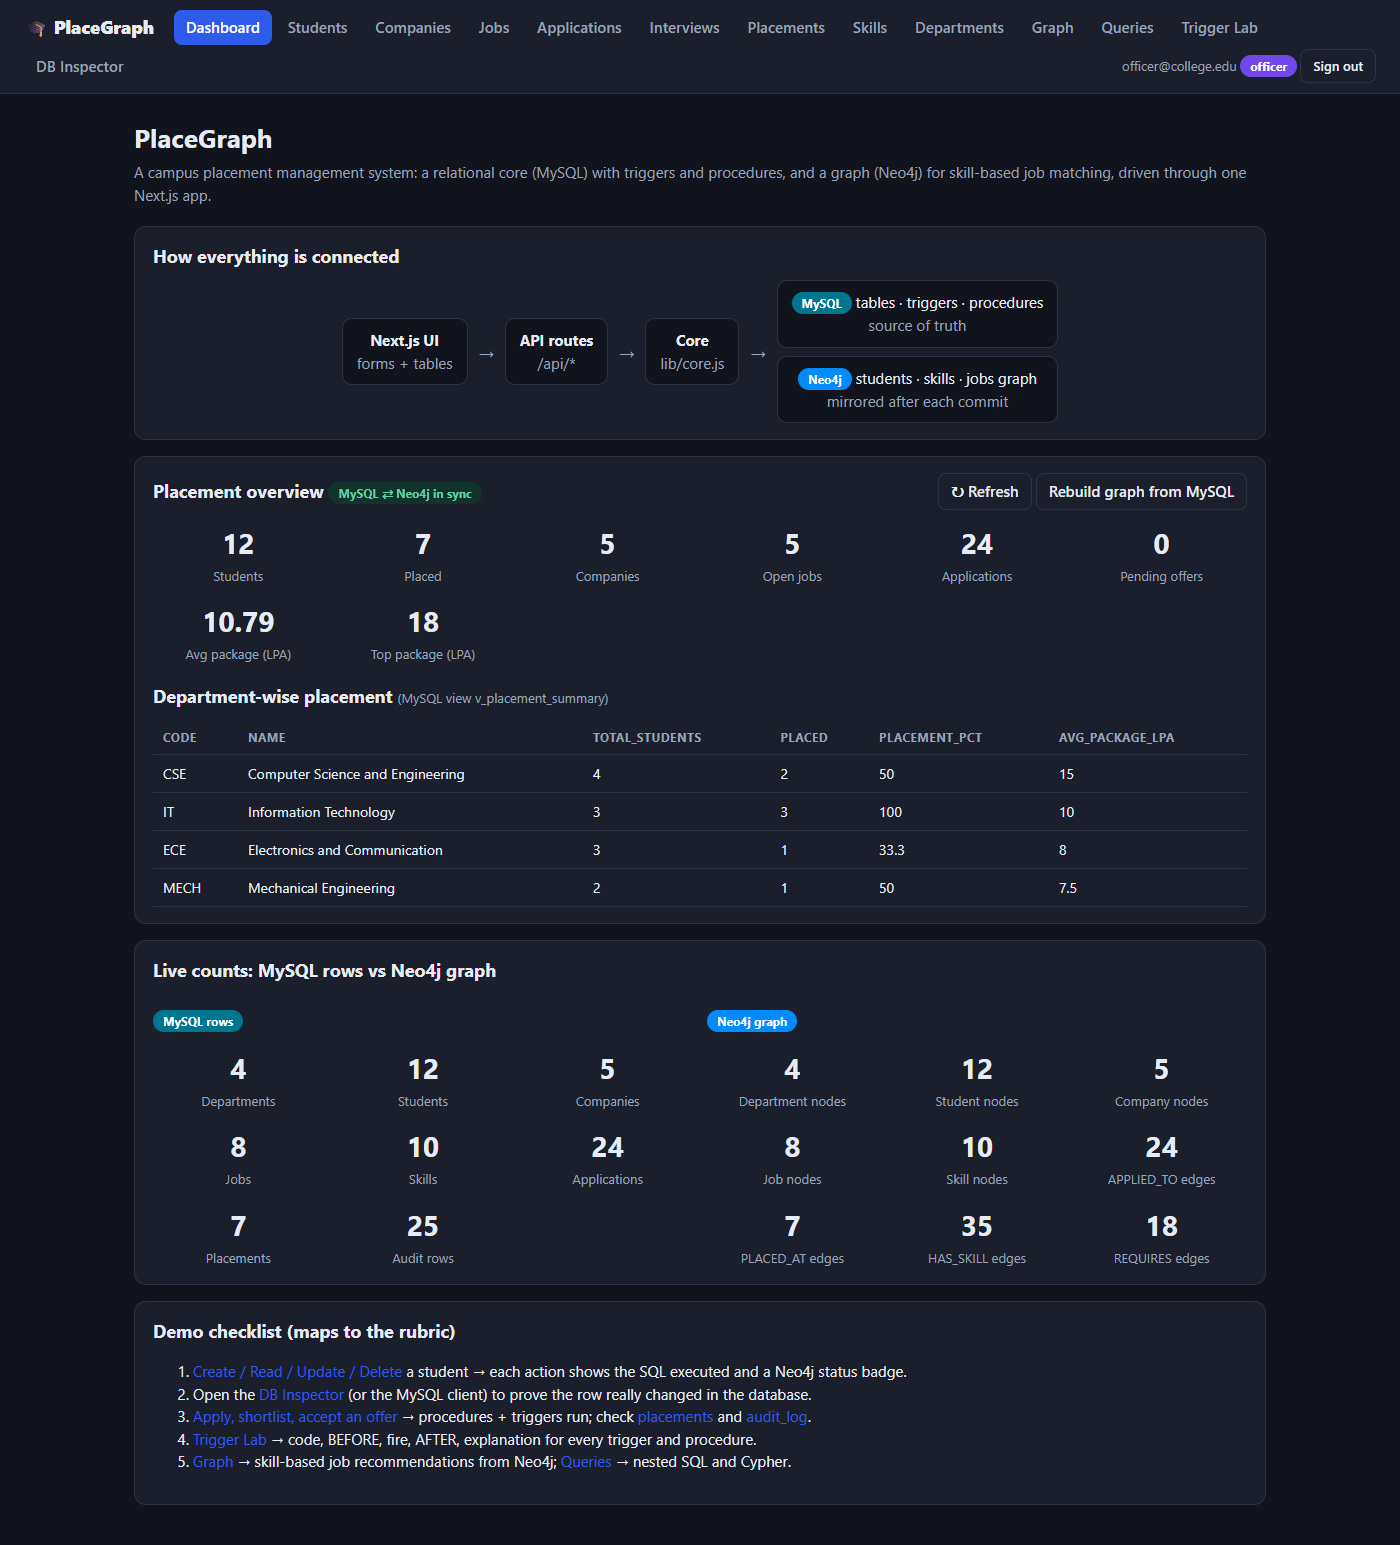 PlaceGraph Dashboard Students Companies Jobs Applications Interviews Placements Skills Departments Graph Queries Trigger Lab
DB Inspector officer@college.edu officer Sign out
PlaceGraph
A campus placement management system: a relational core (MySQL) with triggers and procedures, and a graph (Neo4j) for skill-based job matching, driven through one
Next.js app.
How everything is connected
Next.js UI
forms + tables
→
API routes
/api/*
→
Core
lib/core.js
→
MySQL tables · triggers · procedures
source of truth
Neo4j students · skills · jobs graph
mirrored after each commit
Placement overview MySQL ⇄ Neo4j in sync ↻ Refresh Rebuild graph from MySQL
12 7 5 5 24 0
Students Placed Companies Open jobs Applications Pending offers
10.79 18
Avg package (LPA) Top package (LPA)
Department-wise placement (MySQL view v_placement_summary)
CODE NAME TOTAL_STUDENTS PLACED PLACEMENT_PCT AVG_PACKAGE_LPA
CSE Computer Science and Engineering 4 2 50 15
IT Information Technology 3 3 100 10
ECE Electronics and Communication 3 1 33.3 8
MECH Mechanical Engineering 2 1 50 7.5
Live counts: MySQL rows vs Neo4j graph
MySQL rows
4 12 5
Departments Students Companies
8 10 24
Jobs Skills Applications
7 25
Placements Audit rows
Neo4j graph
4 12 5
Department nodes Student nodes Company nodes
8 10 24
Job nodes Skill nodes APPLIED_TO edges
7 35 18
PLACED_AT edges HAS_SKILL edges REQUIRES edges
Demo checklist (maps to the rubric)
1. Create / Read / Update / Delete a student → each action shows the SQL executed and a Neo4j status badge.
2. Open the DB Inspector (or the MySQL client) to prove the row really changed in the database.
3. Apply, shortlist, accept an offer → procedures + triggers run; check placements and audit_log.
4. Trigger Lab → code, BEFORE, fire, AFTER, explanation for every trigger and procedure.
5. Graph → skill-based job recommendations from Neo4j; Queries → nested SQL and Cypher.